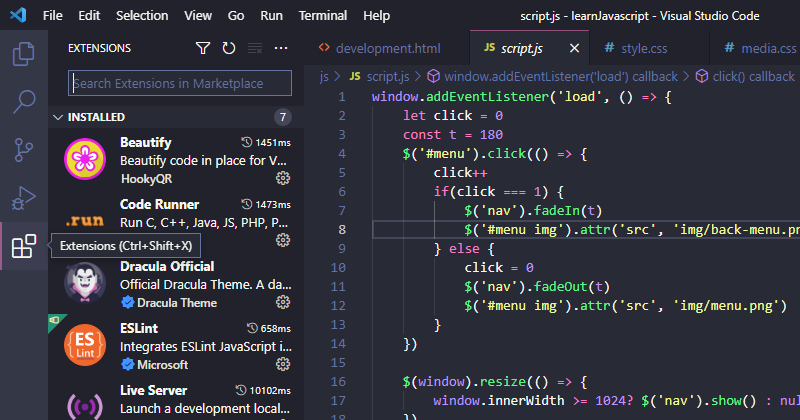 File Edit Selection View Go Run Terminal Help script.js - learnJavascript - Visual Studio Code
EXTENSIONS
Search Extensions in Marketplace
INSTALLED 7
Beautify 1451ms
Beautify code in place for V...
HookyQR
.run
Code Runner 1473ms
Run C, C++, Java, JS, PHP, P...
Extensions (Ctrl+Shift+X)
Dracula Official
Official Dracula Theme. A da...
Dracula Theme
ES
Lint
ESLint 658ms
Integrates ESLint JavaScript i...
Microsoft
Live Server 10102ms
Launch a development local...
development.html JS script.js # style.css # media.css
js > JS script.js > window.addEventListener('load') callback > click() callback
1 window.addEventListener('load', () => {
2 let click = 0
3 const t = 180
4 $('#menu').click(() => {
5 click++
6 if(click === 1) {
7 $('nav').fadeIn(t)
8 $('#menu img').attr('src', 'img/back-menu.pn
9 } else {
10 click = 0
11 $('nav').fadeOut(t)
12 $('#menu img').attr('src', 'img/menu.png')
13 }
14 })
15
16 $(window).resize(() => {
17 window.innerWidth >= 1024? $('nav').show() : nul
18 })